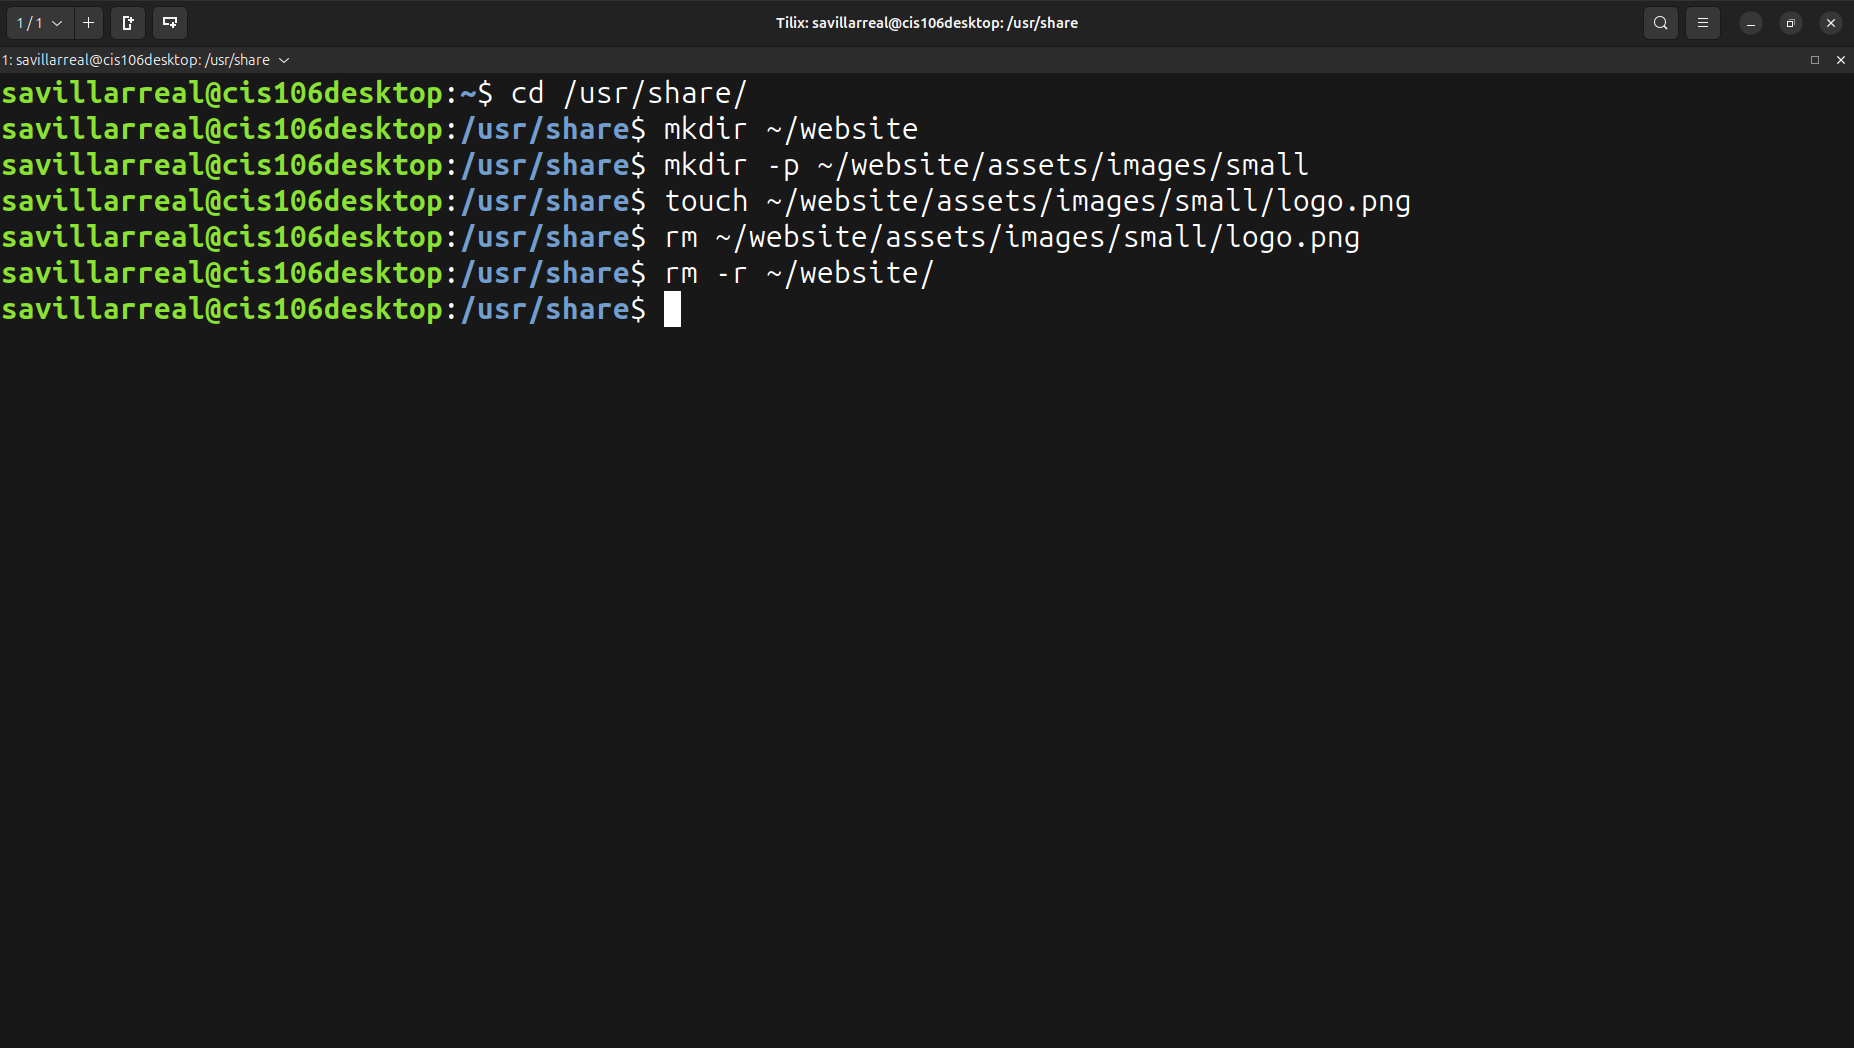 1 / 1
Tilix: savillarreal@cis106desktop: /usr/share
1: savillarreal@cis106desktop: /usr/share
savillarreal@cis106desktop:~$ cd /usr/share/
savillarreal@cis106desktop:/usr/share$ mkdir ~/website
savillarreal@cis106desktop:/usr/share$ mkdir -p ~/website/assets/images/small
savillarreal@cis106desktop:/usr/share$ touch ~/website/assets/images/small/logo.png
savillarreal@cis106desktop:/usr/share$ rm ~/website/assets/images/small/logo.png
savillarreal@cis106desktop:/usr/share$ rm -r ~/website/
savillarreal@cis106desktop:/usr/share$